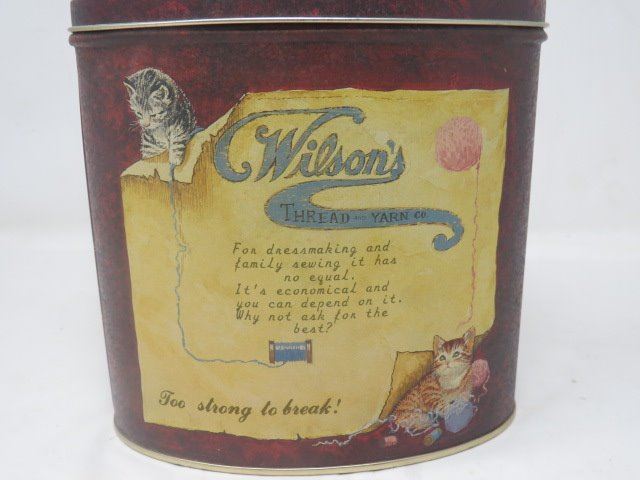 Wilson's
THREAD AND YARN CO
For dressmaking and
family sewing it has
no equal.
It's economical and
you can depend on it.
Why not ask for the
best?
Too strong to break!